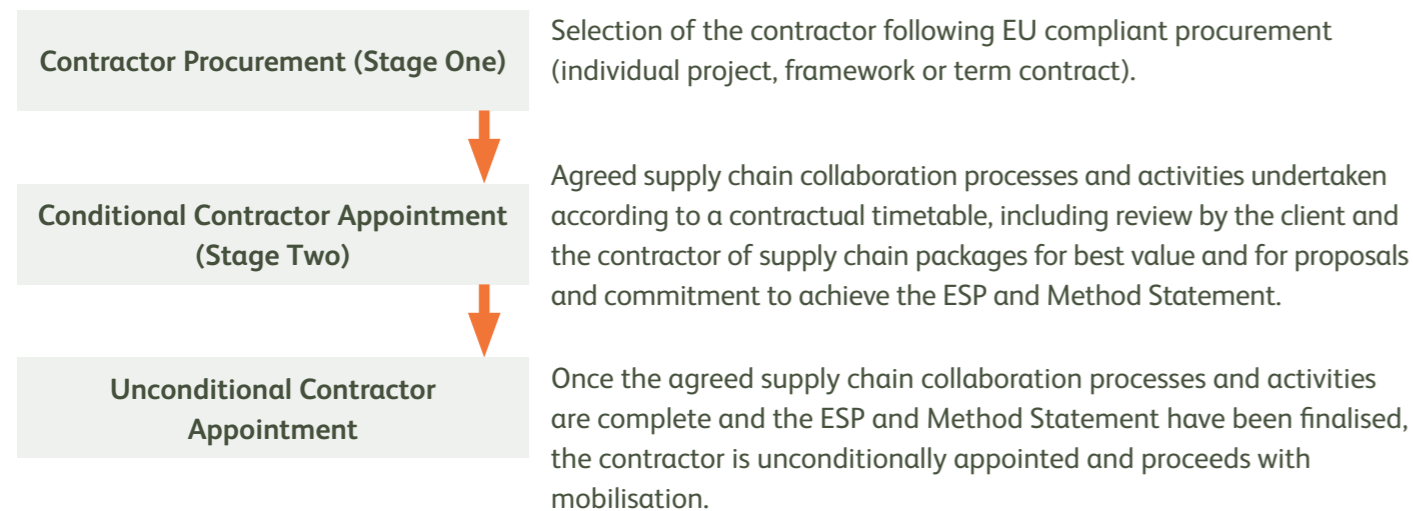 Contractor Procurement (Stage One)
Selection of the contractor following EU compliant procurement
(individual project, framework or term contract).
Conditional Contractor Appointment
(Stage Two)
Agreed supply chain collaboration processes and activities undertaken
according to a contractual timetable, including review by the client and
the contractor of supply chain packages for best value and for proposals
and commitment to achieve the ESP and Method Statement.
Unconditional Contractor
Appointment
Once the agreed supply chain collaboration processes and activities
are complete and the ESP and Method Statement have been finalised,
the contractor is unconditionally appointed and proceeds with
mobilisation.